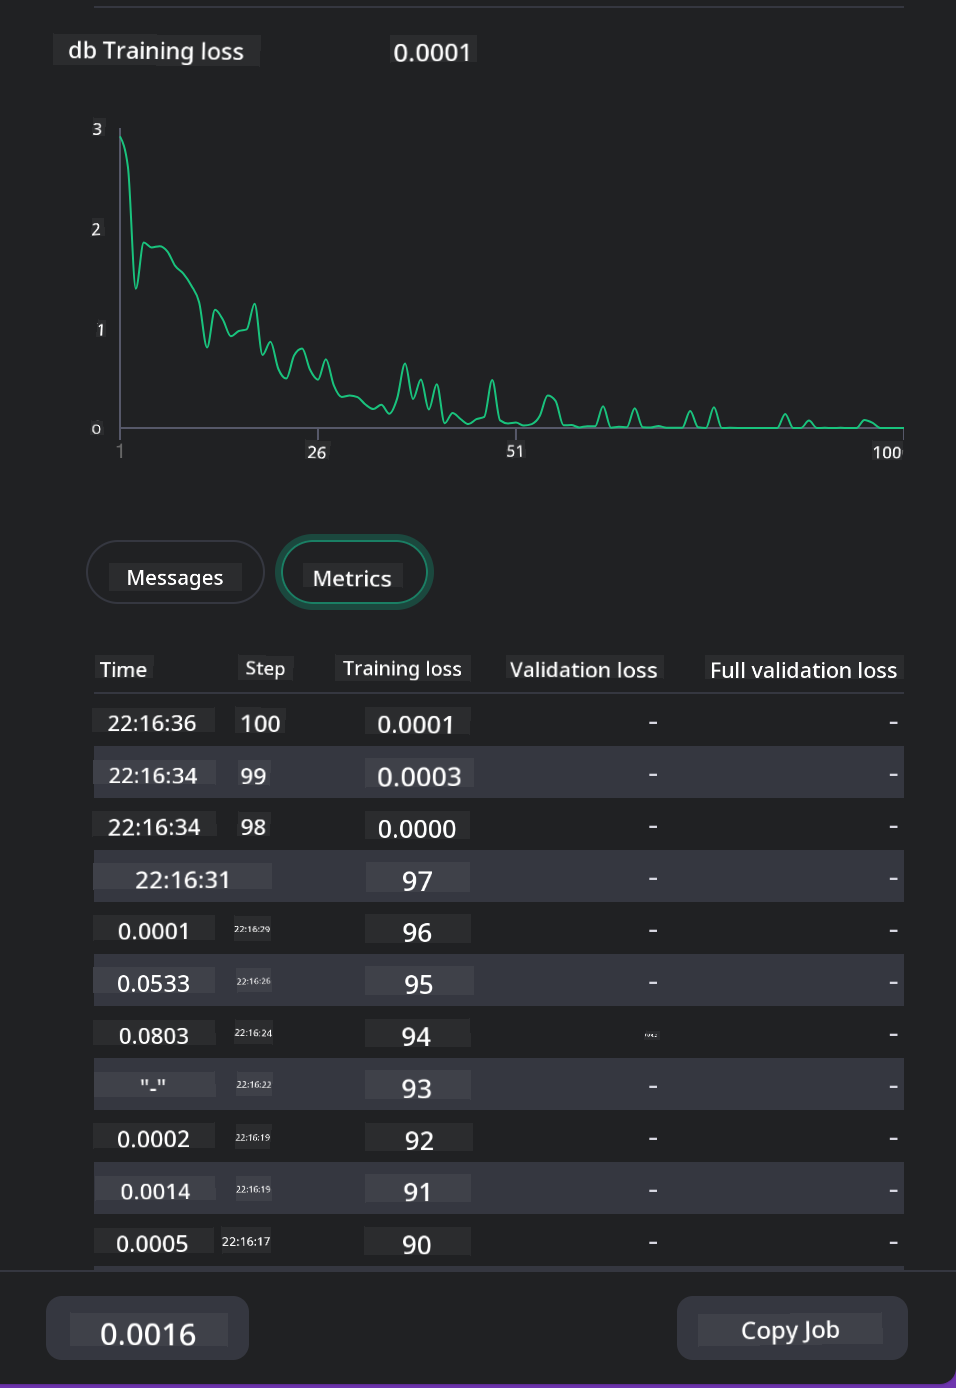 db Training loss 0.0001
3
2
1
0
1 26 51 100
Messages Metrics
Time Step Training loss Validation loss Full validation loss
22:16:36 100 0.0001 - -
22:16:34 99 0.0003 - -
22:16:34 98 0.0000 - -
22:16:31 97 - -
0.0001 22:16:29 96 - -
0.0533 22:16:26 95 - -
0.0803 22:16:24 94 -
"-" 22:16:22 93 - -
0.0002 22:16:19 92 - -
0.0014 22:16:19 91 - -
0.0005 22:16:17 90 - -
0.0016 Copy Job